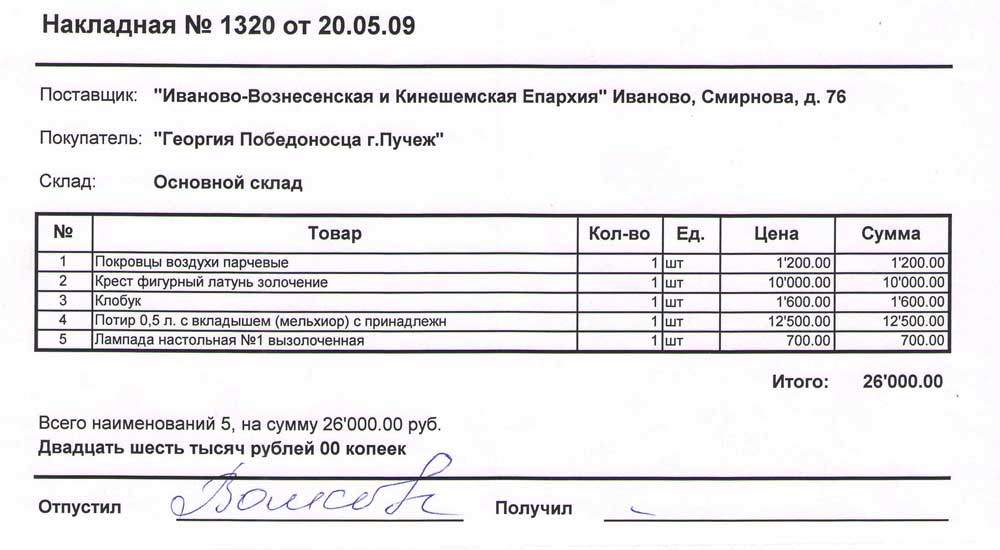 Накладная № 1320 от 20.05.09
Поставщик: "Иваново-Вознесенская и Кинешемская Епархия" Иваново, Смирнова, д. 76
Покупатель: "Георгия Победоносца г.Пучеж"
Склад: Основной склад
№ Товар Кол-во Ед. Цена Сумма
1 Покровцы воздухи парчевые 1 шт 1'200.00 1'200.00
2 Крест фигурный латунь золочение 1 шт 10'000.00 10'000.00
3 Клобук 1 шт 1'600.00 1'600.00
4 Потир 0,5 л. с вкладышем (мельхиор) с принадлежн 1 шт 12'500.00 12'500.00
5 Лампада настольная №1 вызолоченная 1 шт 700.00 700.00
Итого: 26'000.00
Всего наименований 5, на сумму 26'000.00 руб.
Двадцать шесть тысяч рублей 00 копеек
Отпустил Получил